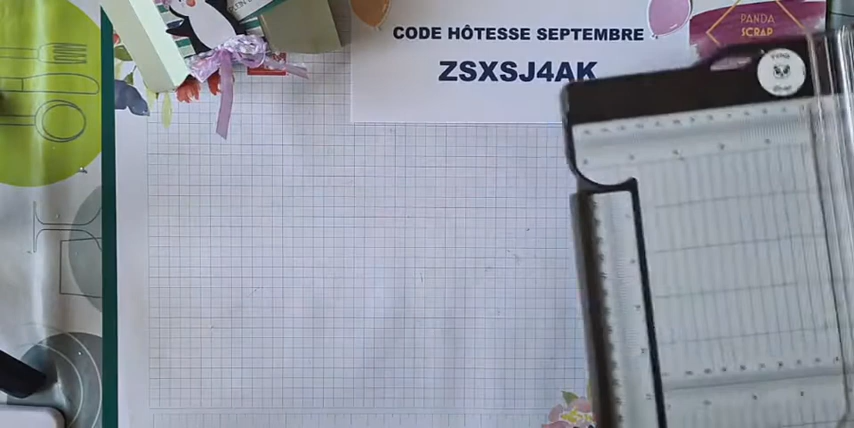 CODE HÔTESSE SEPTEMBRE
ZSXSJ4AK
PANDA
SCRAP